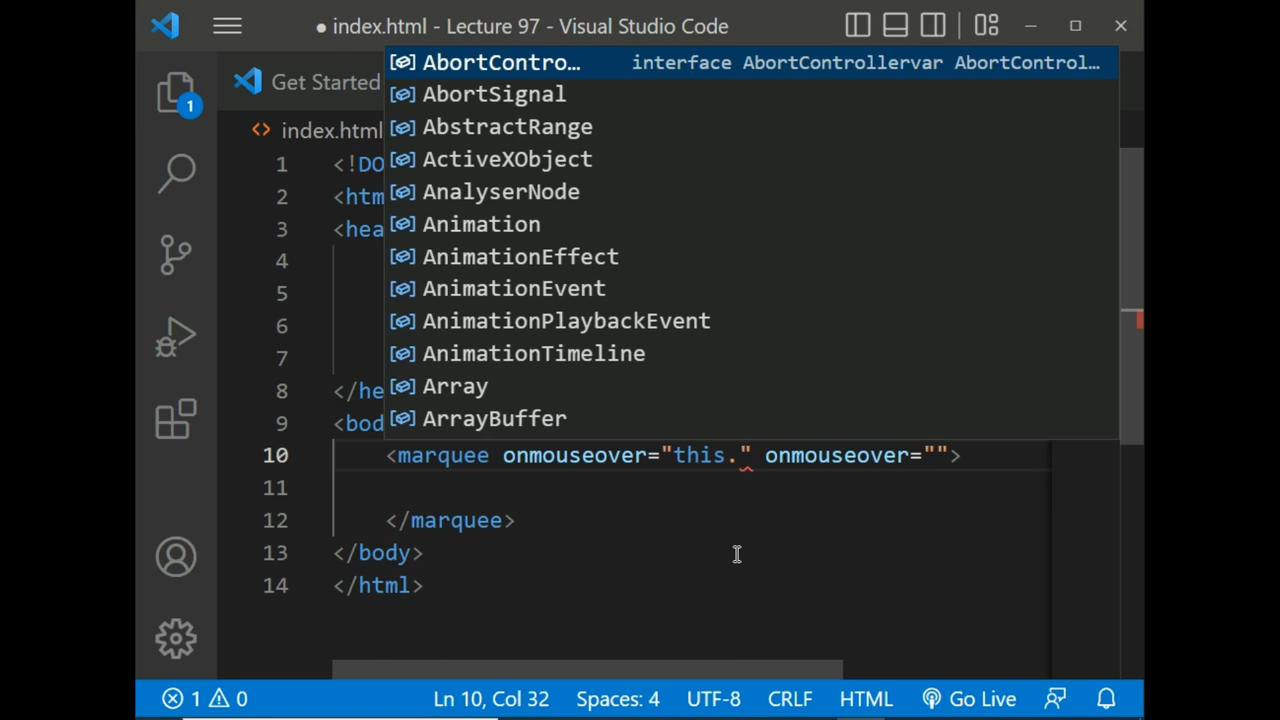 ● index.html - Lecture 97 - Visual Studio Code
Get Started
index.html
1
AbortContro... interface AbortControllervar AbortControl...
AbortSignal
AbstractRange
ActiveXObject
AnalyserNode
Animation
AnimationEffect
AnimationEvent
AnimationPlaybackEvent
AnimationTimeline
Array
ArrayBuffer
1 <!DO
2 <htm
3 <hea
4
5
6
7
8 </he
9 <bod
10 <marquee onmouseover="this." onmouseover="">
11
12 </marquee>
13 </body>
14 </html>
1 0 Ln 10, Col 32 Spaces: 4 UTF-8 CRLF HTML Go Live